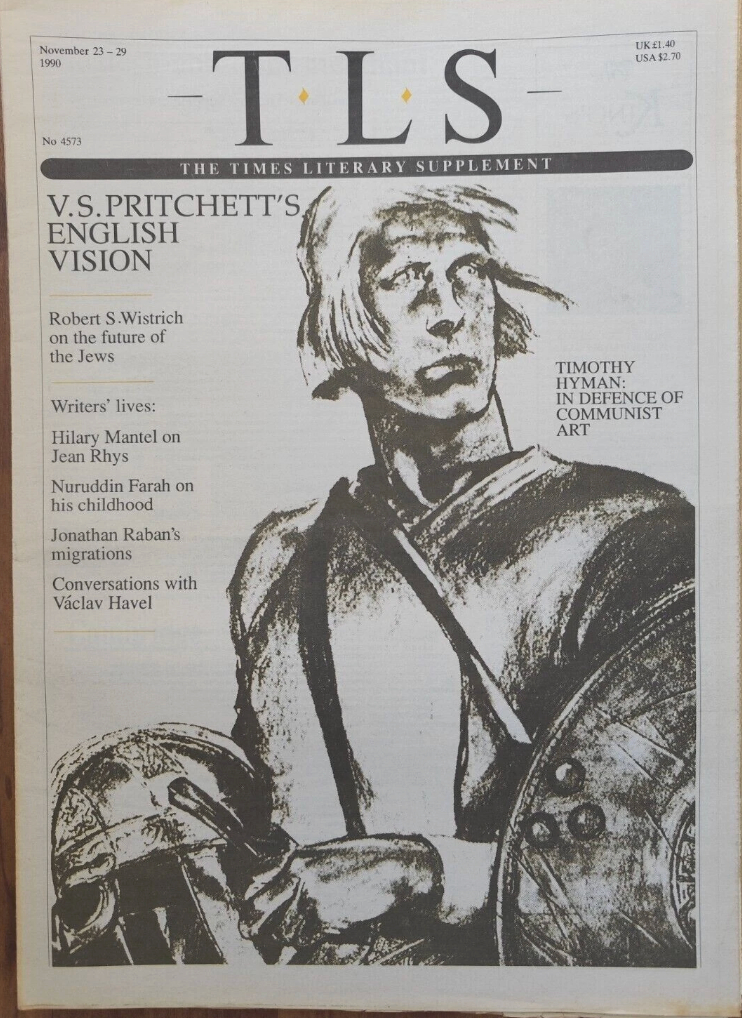 November 23 – 29
1990
No 4573
T·L·S
UK £1.40
USA $2.70
THE TIMES LITERARY SUPPLEMENT
V.S. PRITCHETT'S
ENGLISH
VISION
Robert S.Wistrich
on the future of
the Jews
Writers' lives:
Hilary Mantel on
Jean Rhys
Nuruddin Farah on
his childhood
Jonathan Raban's
migrations
Conversations with
Václav Havel
TIMOTHY
HYMAN:
IN DEFENCE OF
COMMUNIST
ART